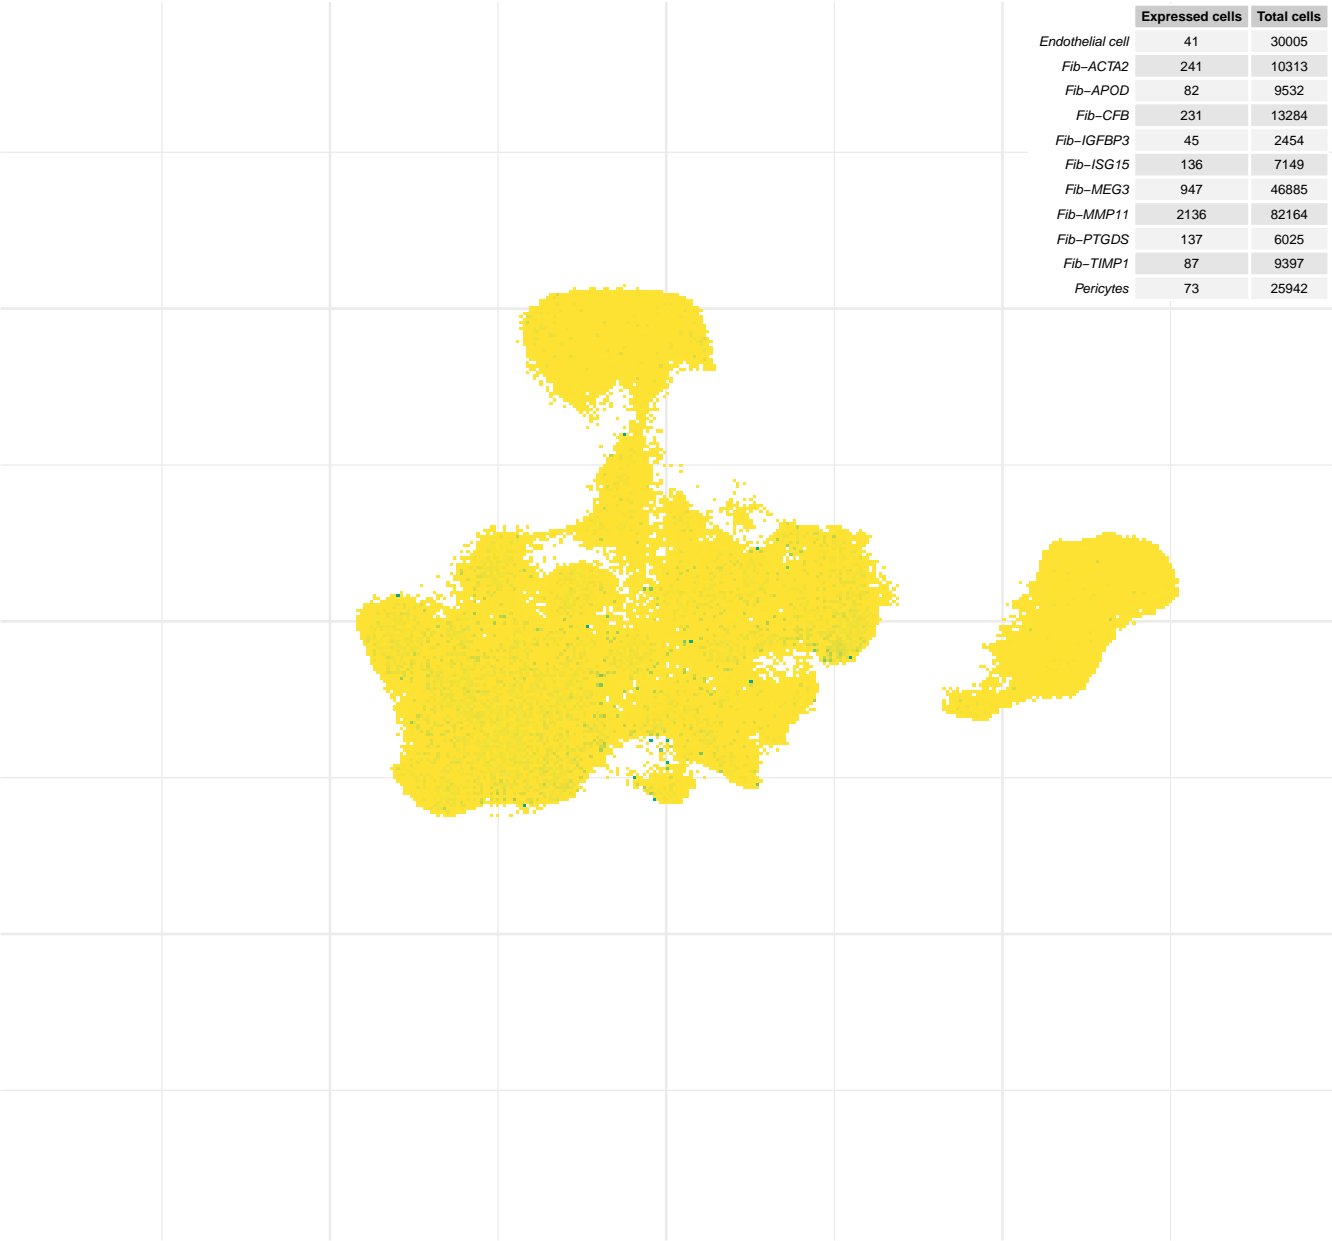 Expressed cells Total cells
Endothelial cell 41 30005
Fib−ACTA2 241 10313
Fib−APOD 82 9532
Fib−CFB 231 13284
Fib−IGFBP3 45 2454
Fib−ISG15 136 7149
Fib−MEG3 947 46885
Fib−MMP11 2136 82164
Fib−PTGDS 137 6025
Fib−TIMP1 87 9397
Pericytes 73 25942